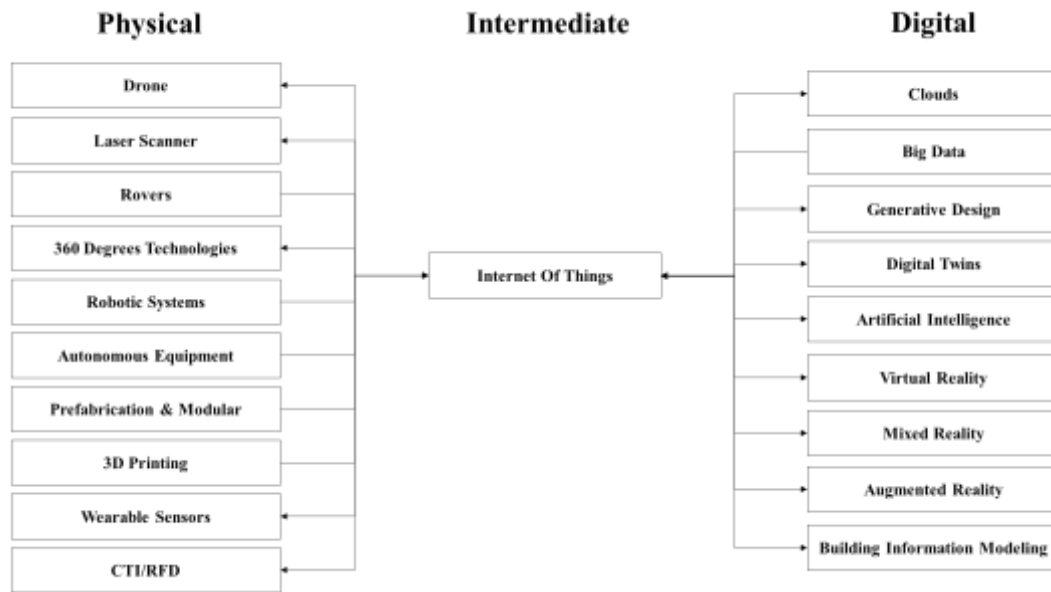 Physical
Intermediate
Digital
Drone
Laser Scanner
Rovers
360 Degrees Technologies
Robotic Systems
Autonomous Equipment
Prefabrication & Modular
3D Printing
Wearable Sensors
CTI/RFD
Internet Of Things
Clouds
Big Data
Generative Design
Digital Twins
Artificial Intelligence
Virtual Reality
Mixed Reality
Augmented Reality
Building Information Modeling